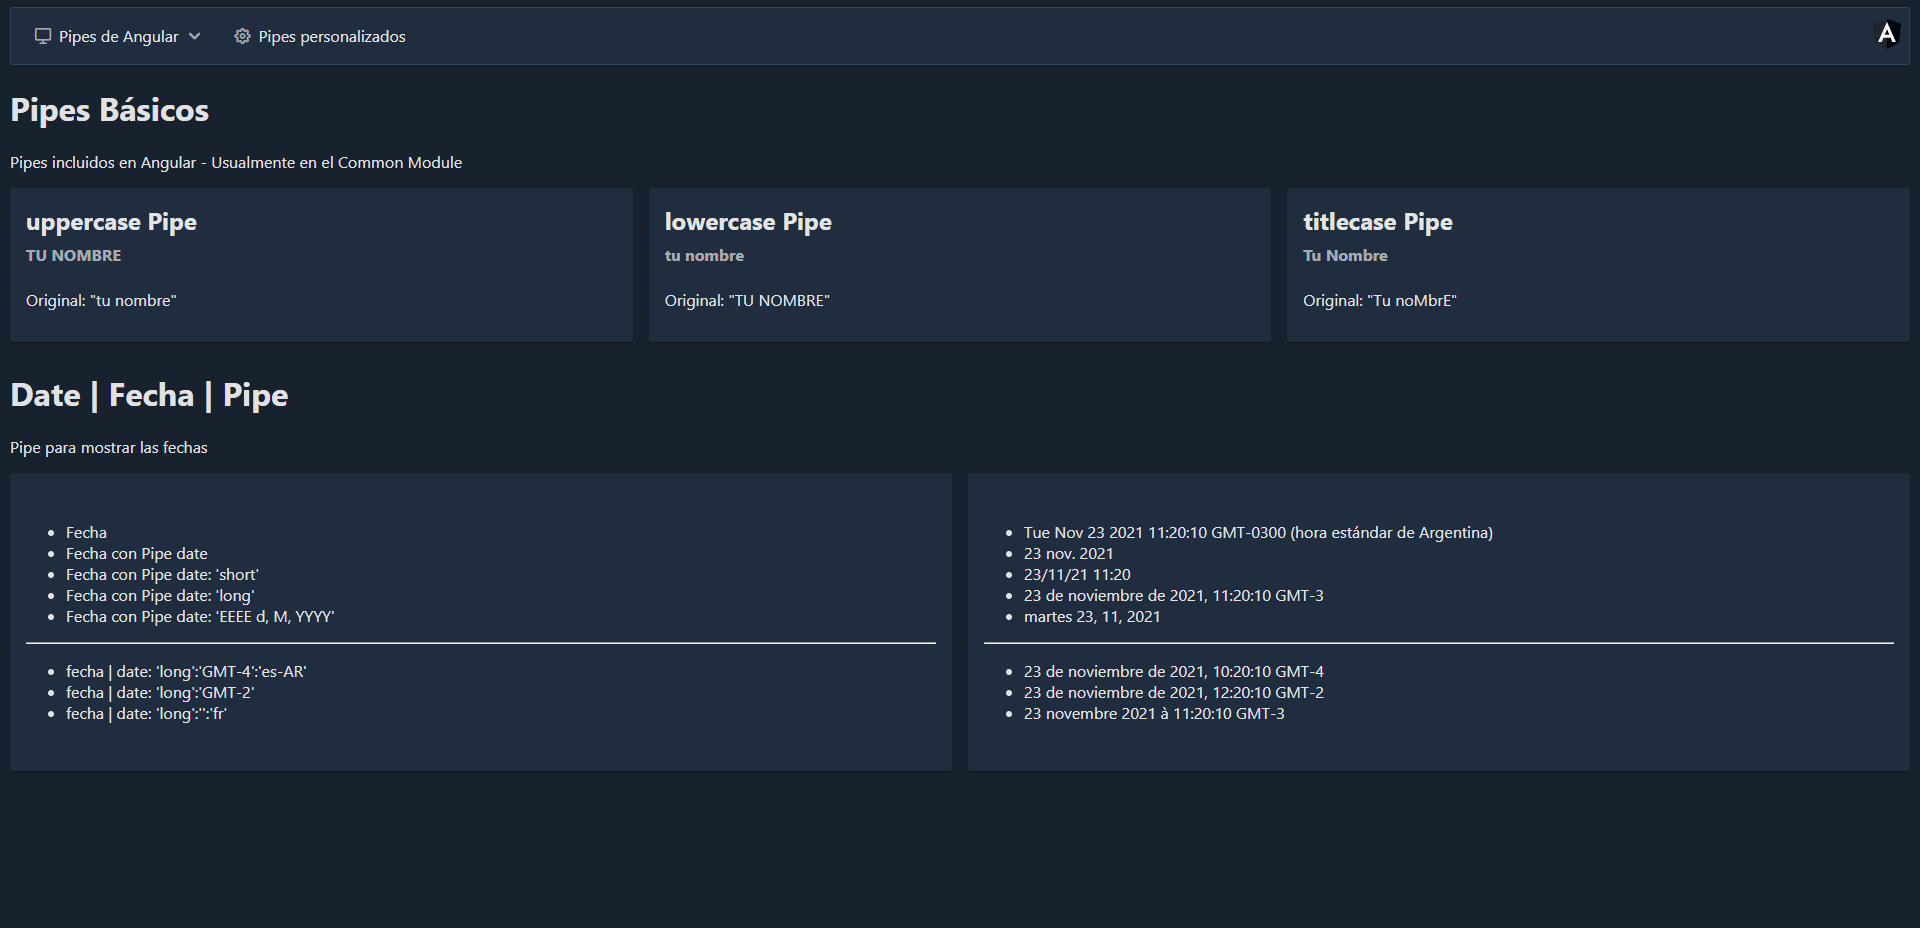 Pipes de Angular
Pipes personalizados
Pipes Básicos
Pipes incluidos en Angular - Usualmente en el Common Module
uppercase Pipe
TU NOMBRE
Original: "tu nombre"
lowercase Pipe
tu nombre
Original: "TU NOMBRE"
titlecase Pipe
Tu Nombre
Original: "Tu noMbrE"
Date | Fecha | Pipe
Pipe para mostrar las fechas
Fecha
Fecha con Pipe date
Fecha con Pipe date: 'short'
Fecha con Pipe date: 'long'
Fecha con Pipe date: 'EEEE d, M, YYYY'
fecha | date: 'long':'GMT-4':'es-AR'
fecha | date: 'long':'GMT-2'
fecha | date: 'long':'':'fr'
Tue Nov 23 2021 11:20:10 GMT-0300 (hora estándar de Argentina)
23 nov. 2021
23/11/21 11:20
23 de noviembre de 2021, 11:20:10 GMT-3
martes 23, 11, 2021
23 de noviembre de 2021, 10:20:10 GMT-4
23 de noviembre de 2021, 12:20:10 GMT-2
23 novembre 2021 à 11:20:10 GMT-3